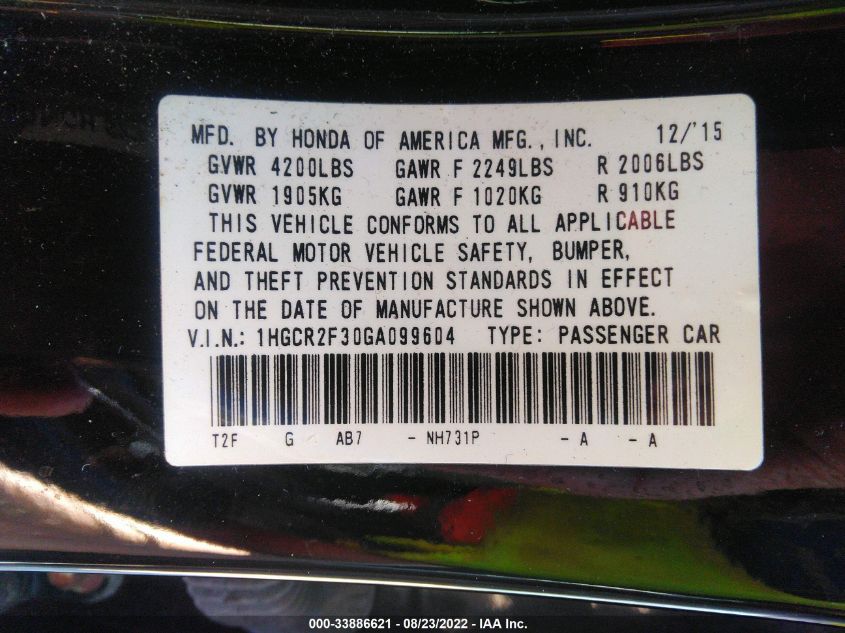 MFD. BY HONDA OF AMERICA MFG., INC. 12/'15
GVWR 4200LBS GAWR F 2249LBS R 2006LBS
GVWR 1905KG GAWR F 1020KG R 910KG
THIS VEHICLE CONFORMS TO ALL APPLICABLE
FEDERAL MOTOR VEHICLE SAFETY, BUMPER,
AND THEFT PREVENTION STANDARDS IN EFFECT
ON THE DATE OF MANUFACTURE SHOWN ABOVE.
V.I.N.: 1HGCR2F30GA099604 TYPE: PASSENGER CAR
T2F G AB7 - NH731P - A - A
000-33886621 - 08/23/2022 - IAA Inc.